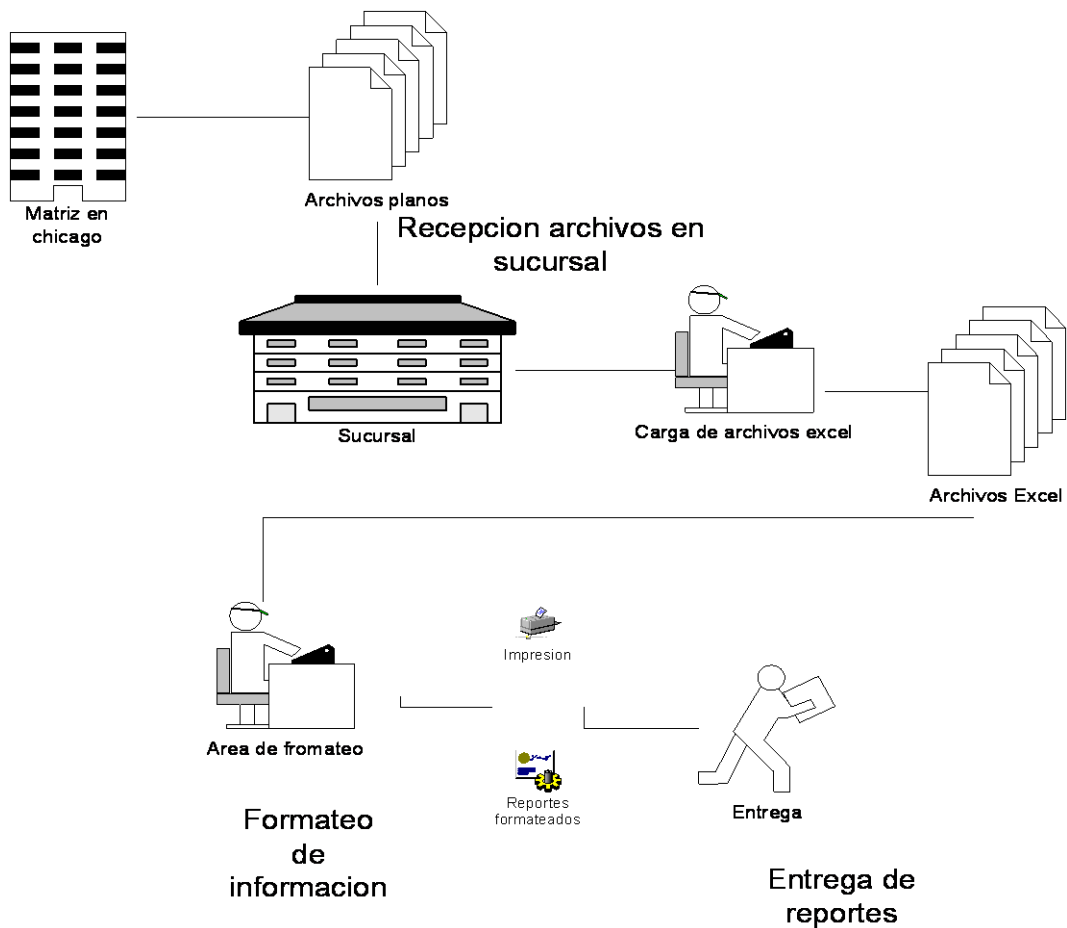 Matriz en
chicago
Archivos planos
Recepcion archivos en
sucursal
Sucursal
Carga de archivos excel
Archivos Excel
Area de fromateo
Impresion
Reportes
formateados
Entrega
Formateo
de
informacion
Entrega de
reportes